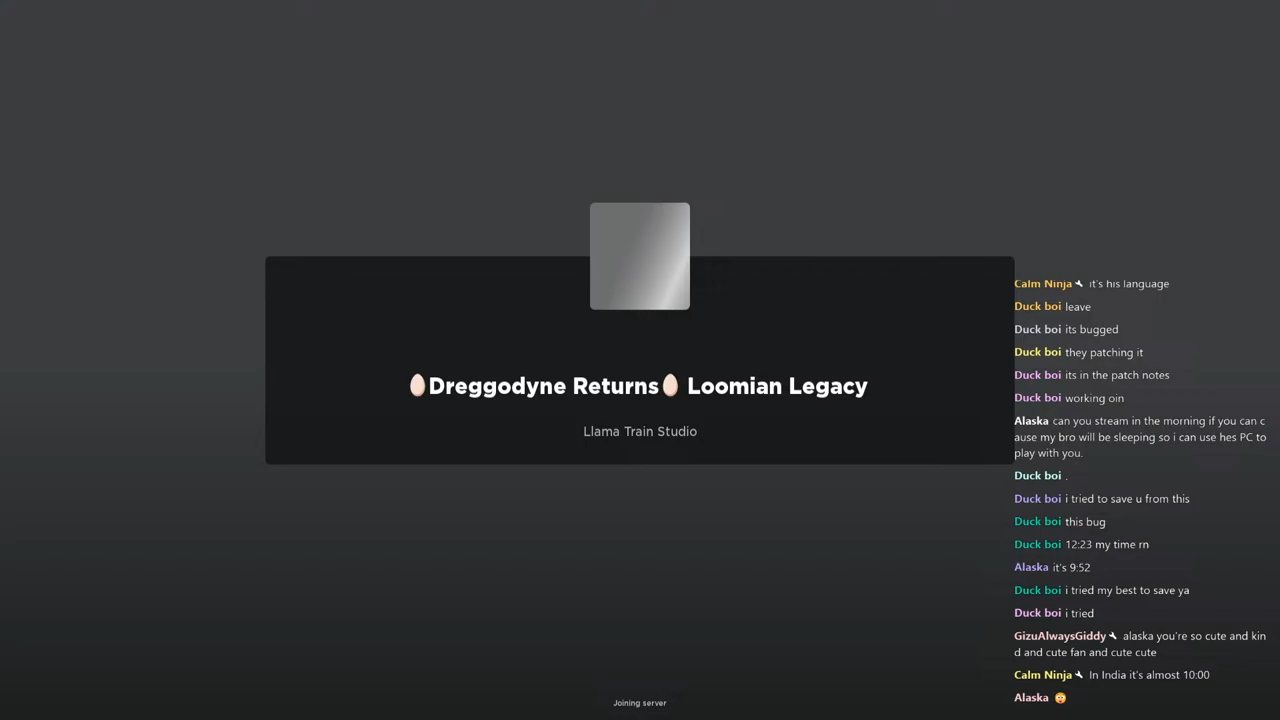 🥚Dreggodyne Returns🥚 Loomian Legacy
Llama Train Studio
Joining server
Calm Ninja it's his language
Duck boi leave
Duck boi its bugged
Duck boi they patching it
Duck boi its in the patch notes
Duck boi working oin
Alaska can you stream in the morning if you can c
ause my bro will be sleeping so i can use hes PC to
play with you.
Duck boi .
Duck boi i tried to save u from this
Duck boi this bug
Duck boi 12:23 my time rn
Alaska it's 9:52
Duck boi i tried my best to save ya
Duck boi i tried
GizuAlwaysGiddy alaska you're so cute and kin
d and cute fan and cute cute
Calm Ninja In India it's almost 10:00
Alaska 😳